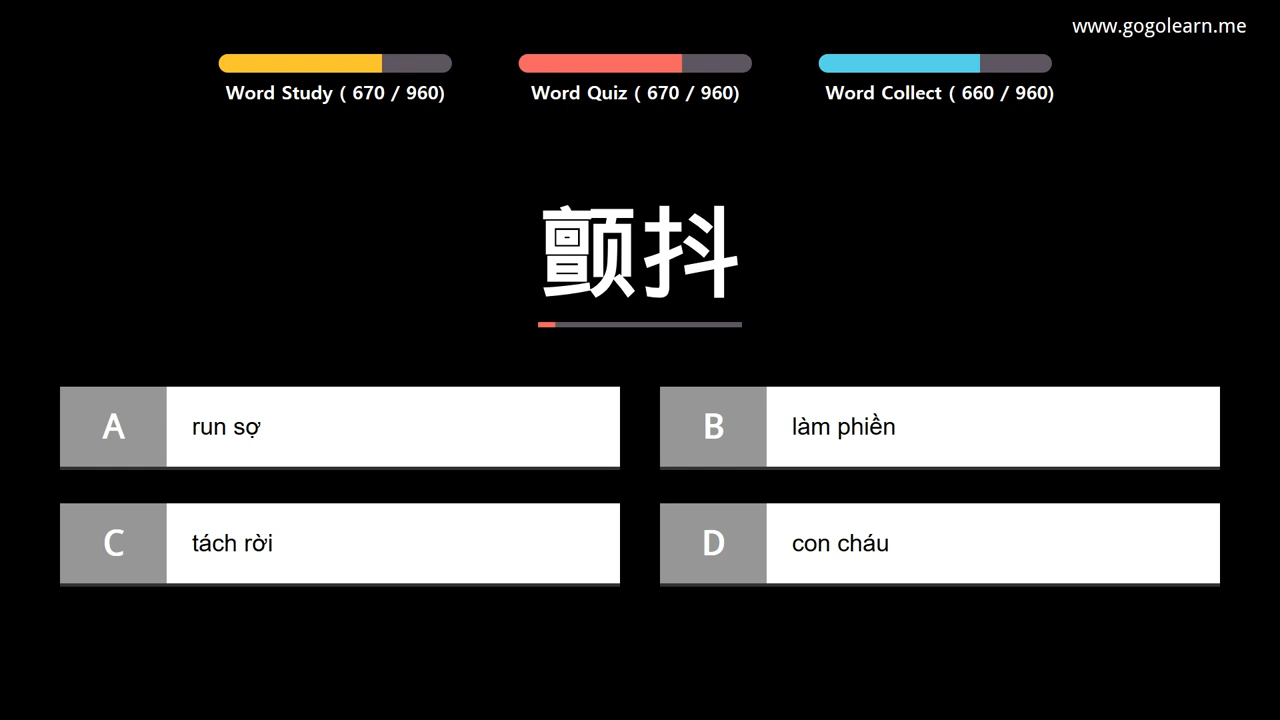 www.gogolearn.me
Word Study ( 670 / 960)
Word Quiz ( 670 / 960)
Word Collect ( 660 / 960)
颤抖
A run sợ
B làm phiền
C tách rời
D con cháu